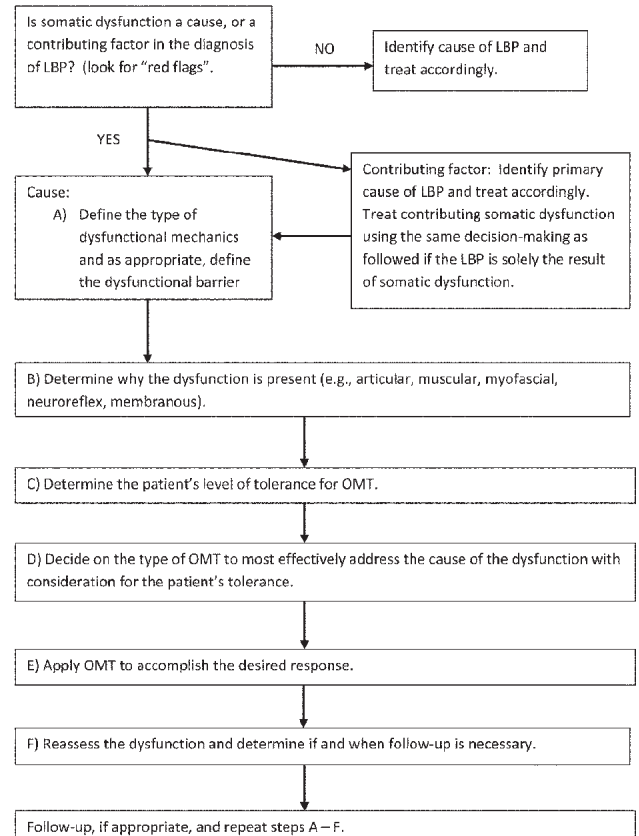 Is somatic dysfunction a cause, or a
contributing factor in the diagnosis
of LBP?  (look for "red flags".
NO
Identify cause of LBP and
treat accordingly.
YES
Contributing factor:  Identify primary
cause of LBP and treat accordingly.
Treat contributing somatic dysfunction
using the same decision-making as
followed if the LBP is solely the result
of somatic dysfunction.
Cause:
A) Define the type of
dysfunctional mechanics
and as appropriate, define
the dysfunctional barrier
B) Determine why the dysfunction is present (e.g., articular, muscular, myofascial,
neuroreflex, membranous).
C) Determine the patient's level of tolerance for OMT.
D) Decide on the type of OMT to most effectively address the cause of the dysfunction with
consideration for the patient's tolerance.
E) Apply OMT to accomplish the desired response.
F) Reassess the dysfunction and determine if and when follow-up is necessary.
Follow-up, if appropriate, and repeat steps A – F.